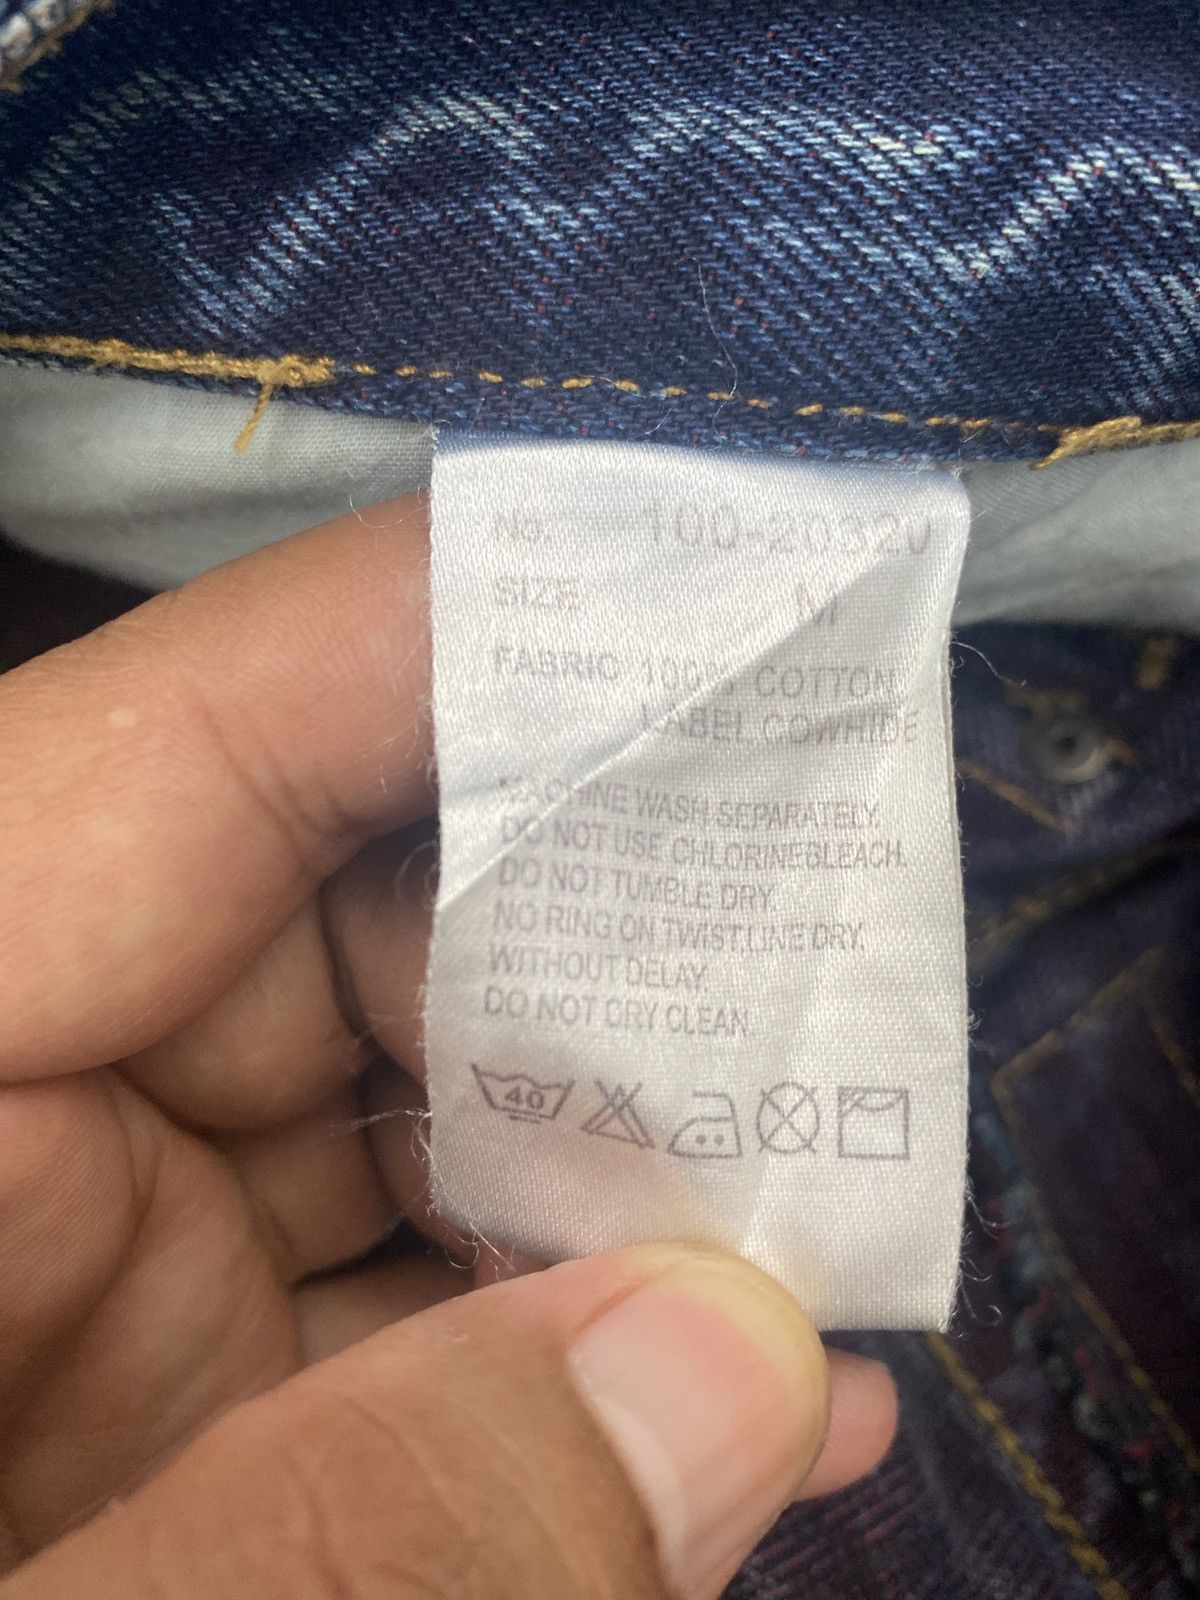 No. 100-20320
SIZE: M
FABRIC 100% COTTON
LABEL COWHIDE
MACHINE WASH SEPARATELY.
DO NOT USE CHLORINEBLEACH.
DO NOT TUMBLE DRY.
NO RING ON TWIST,LINE DRY.
WITHOUT DELAY.
DO NOT DRY CLEAN.
40